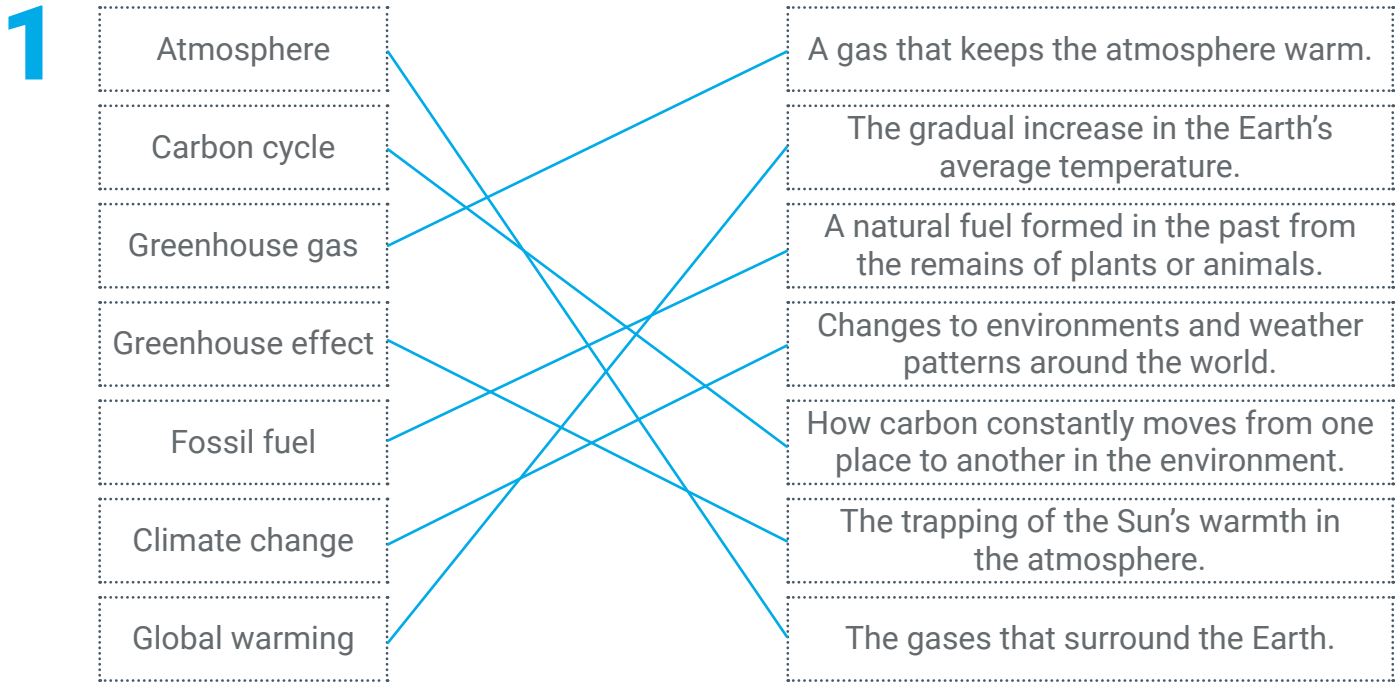 1
Atmosphere
A gas that keeps the atmosphere warm.
Carbon cycle
The gradual increase in the Earth’s
average temperature.
Greenhouse gas
A natural fuel formed in the past from
the remains of plants or animals.
Greenhouse effect
Changes to environments and weather
patterns around the world.
Fossil fuel
How carbon constantly moves from one
place to another in the environment.
Climate change
The trapping of the Sun’s warmth in
the atmosphere.
Global warming
The gases that surround the Earth.